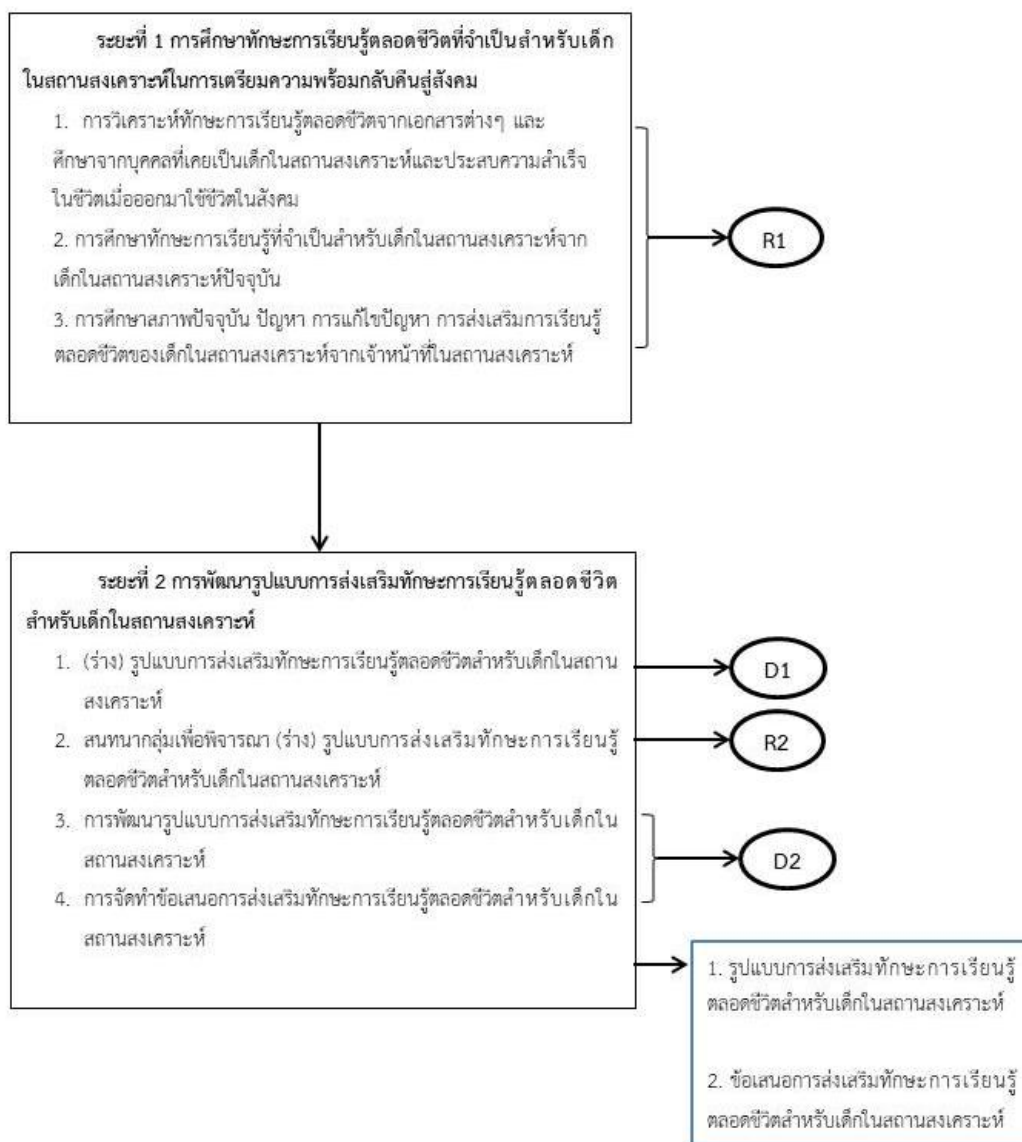 ระยะที่ 1 การศึกษาทักษะการเรียนรู้ตลอดชีวิตที่จำเป็นสำหรับเด็ก
ในสถานสงเคราะห์ในการเตรียมความพร้อมกลับคืนสู่สังคม
1. การวิเคราะห์ทักษะการเรียนรู้ตลอดชีวิตจากเอกสารต่างๆ และ
ศึกษาจากบุคคลที่เคยเป็นเด็กในสถานสงเคราะห์และประสบความสำเร็จ
ในชีวิตเมื่อออกมาใช้ชีวิตในสังคม
2. การศึกษาทักษะการเรียนรู้ที่จำเป็นสำหรับเด็กในสถานสงเคราะห์จาก
เด็กในสถานสงเคราะห์ปัจจุบัน
3. การศึกษาสภาพปัจจุบัน ปัญหา การแก้ไขปัญหา การส่งเสริมการเรียนรู้
ตลอดชีวิตของเด็กในสถานสงเคราะห์จากเจ้าหน้าที่ในสถานสงเคราะห์
R1
ระยะที่ 2 การพัฒนารูปแบบการส่งเสริมทักษะการเรียนรู้ตลอดชีวิต
สำหรับเด็กในสถานสงเคราะห์
1. (ร่าง) รูปแบบการส่งเสริมทักษะการเรียนรู้ตลอดชีวิตสำหรับเด็กในสถาน
สงเคราะห์
D1
2. สนทนากลุ่มเพื่อพิจารณา (ร่าง) รูปแบบการส่งเสริมทักษะการเรียนรู้
ตลอดชีวิตสำหรับเด็กในสถานสงเคราะห์
R2
3. การพัฒนารูปแบบการส่งเสริมทักษะการเรียนรู้ตลอดชีวิตสำหรับเด็กใน
สถานสงเคราะห์
4. การจัดทำข้อเสนอการส่งเสริมทักษะการเรียนรู้ตลอดชีวิตสำหรับเด็กใน
สถานสงเคราะห์
D2
1. รูปแบบการส่งเสริมทักษะการเรียนรู้
ตลอดชีวิตสำหรับเด็กในสถานสงเคราะห์
2. ข้อเสนอการส่งเสริมทักษะการเรียนรู้
ตลอดชีวิตสำหรับเด็กในสถานสงเคราะห์